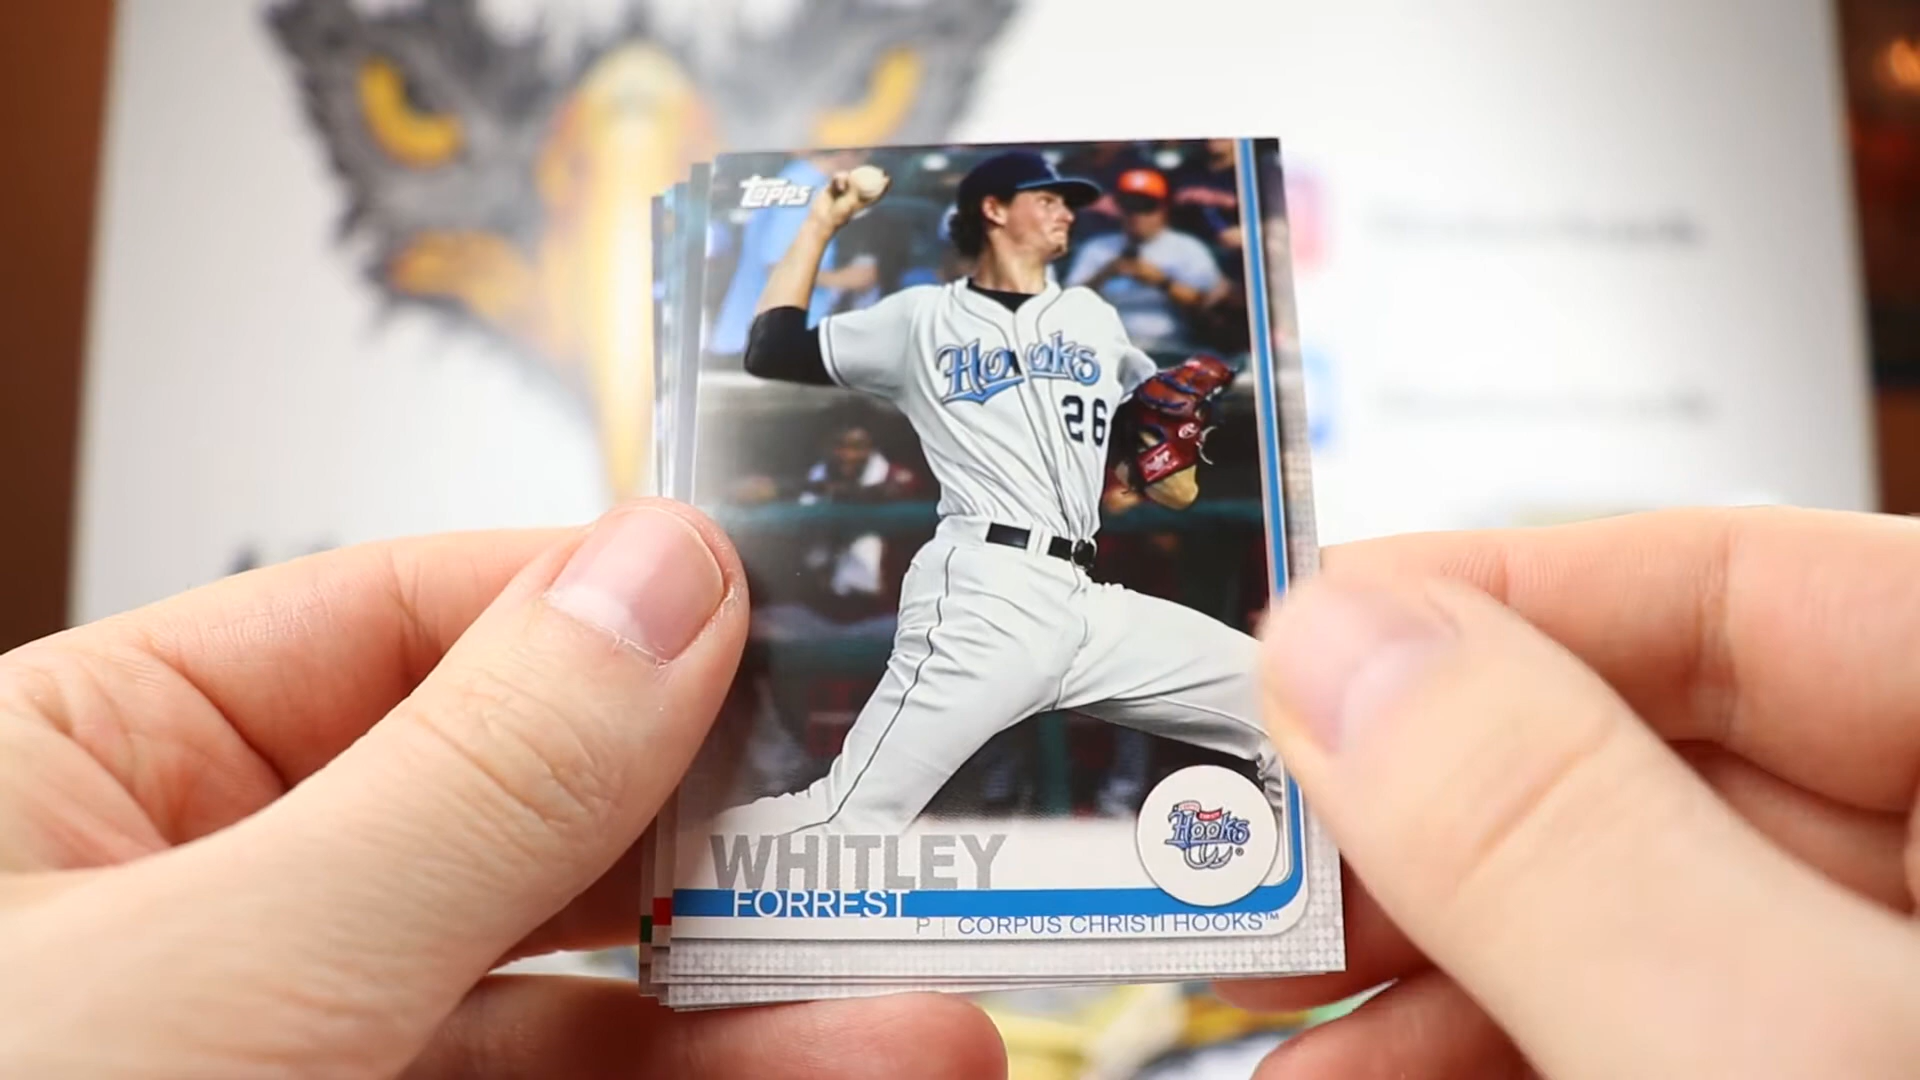 TOPPS
Hooks
26
Hooks
WHITLEY
FORREST
P | CORPUS CHRISTI HOOKS™